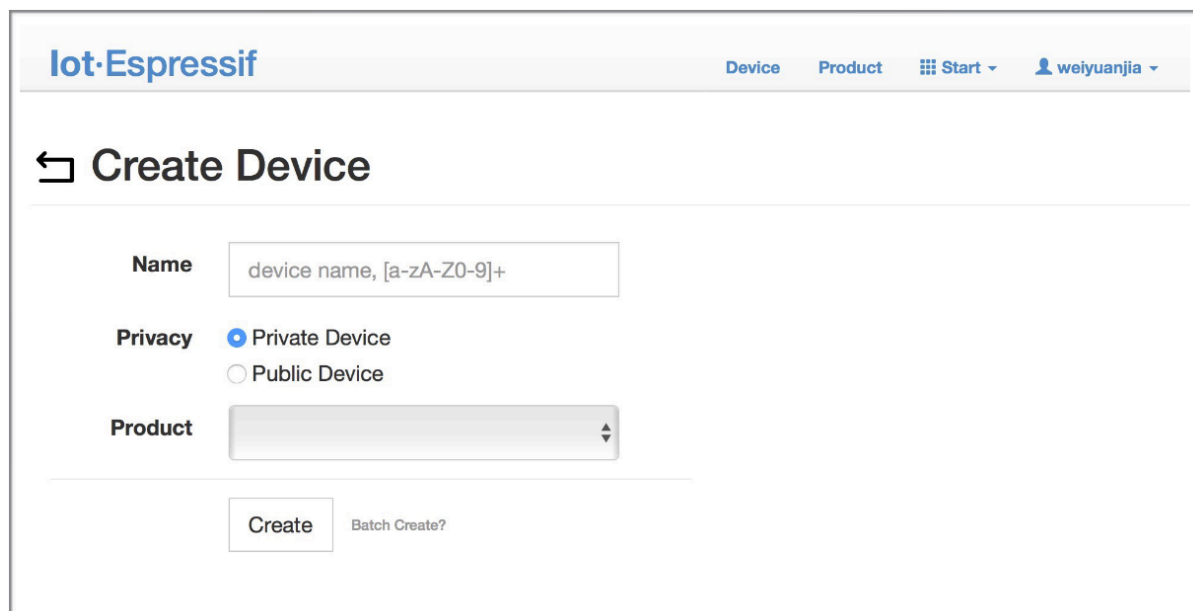 Iot·Espressif
Device Product Start weiyuanjia
Create Device
Name device name, [a-zA-Z0-9]+
Privacy Private Device
Public Device
Product
Create Batch Create?